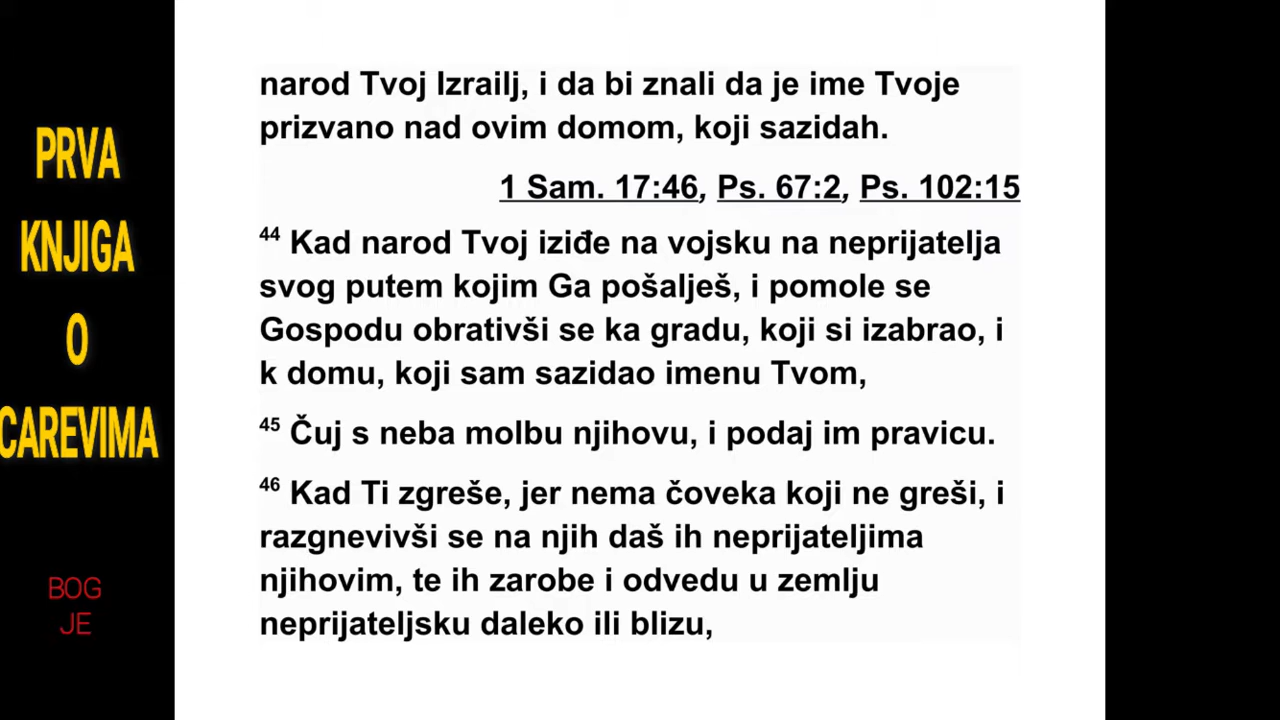 PRVA
KNJIGA
O
CAREVIMA
BOG
JE
narod Tvoj Izrailj, i da bi znali da je ime Tvoje
prizvano nad ovim domom, koji sazidah.
1 Sam. 17:46, Ps. 67:2, Ps. 102:15
44 Kad narod Tvoj iziđe na vojsku na neprijatelja
svog putem kojim Ga pošalješ, i pomole se
Gospodu obrativši se ka gradu, koji si izabrao, i
k domu, koji sam sazidao imenu Tvom,
45 Čuj s neba molbu njihovu, i podaj im pravicu.
46 Kad Ti zgreše, jer nema čoveka koji ne greši, i
razgnevivši se na njih daš ih neprijateljima
njihovim, te ih zarobe i odvedu u zemlju
neprijateljsku daleko ili blizu,